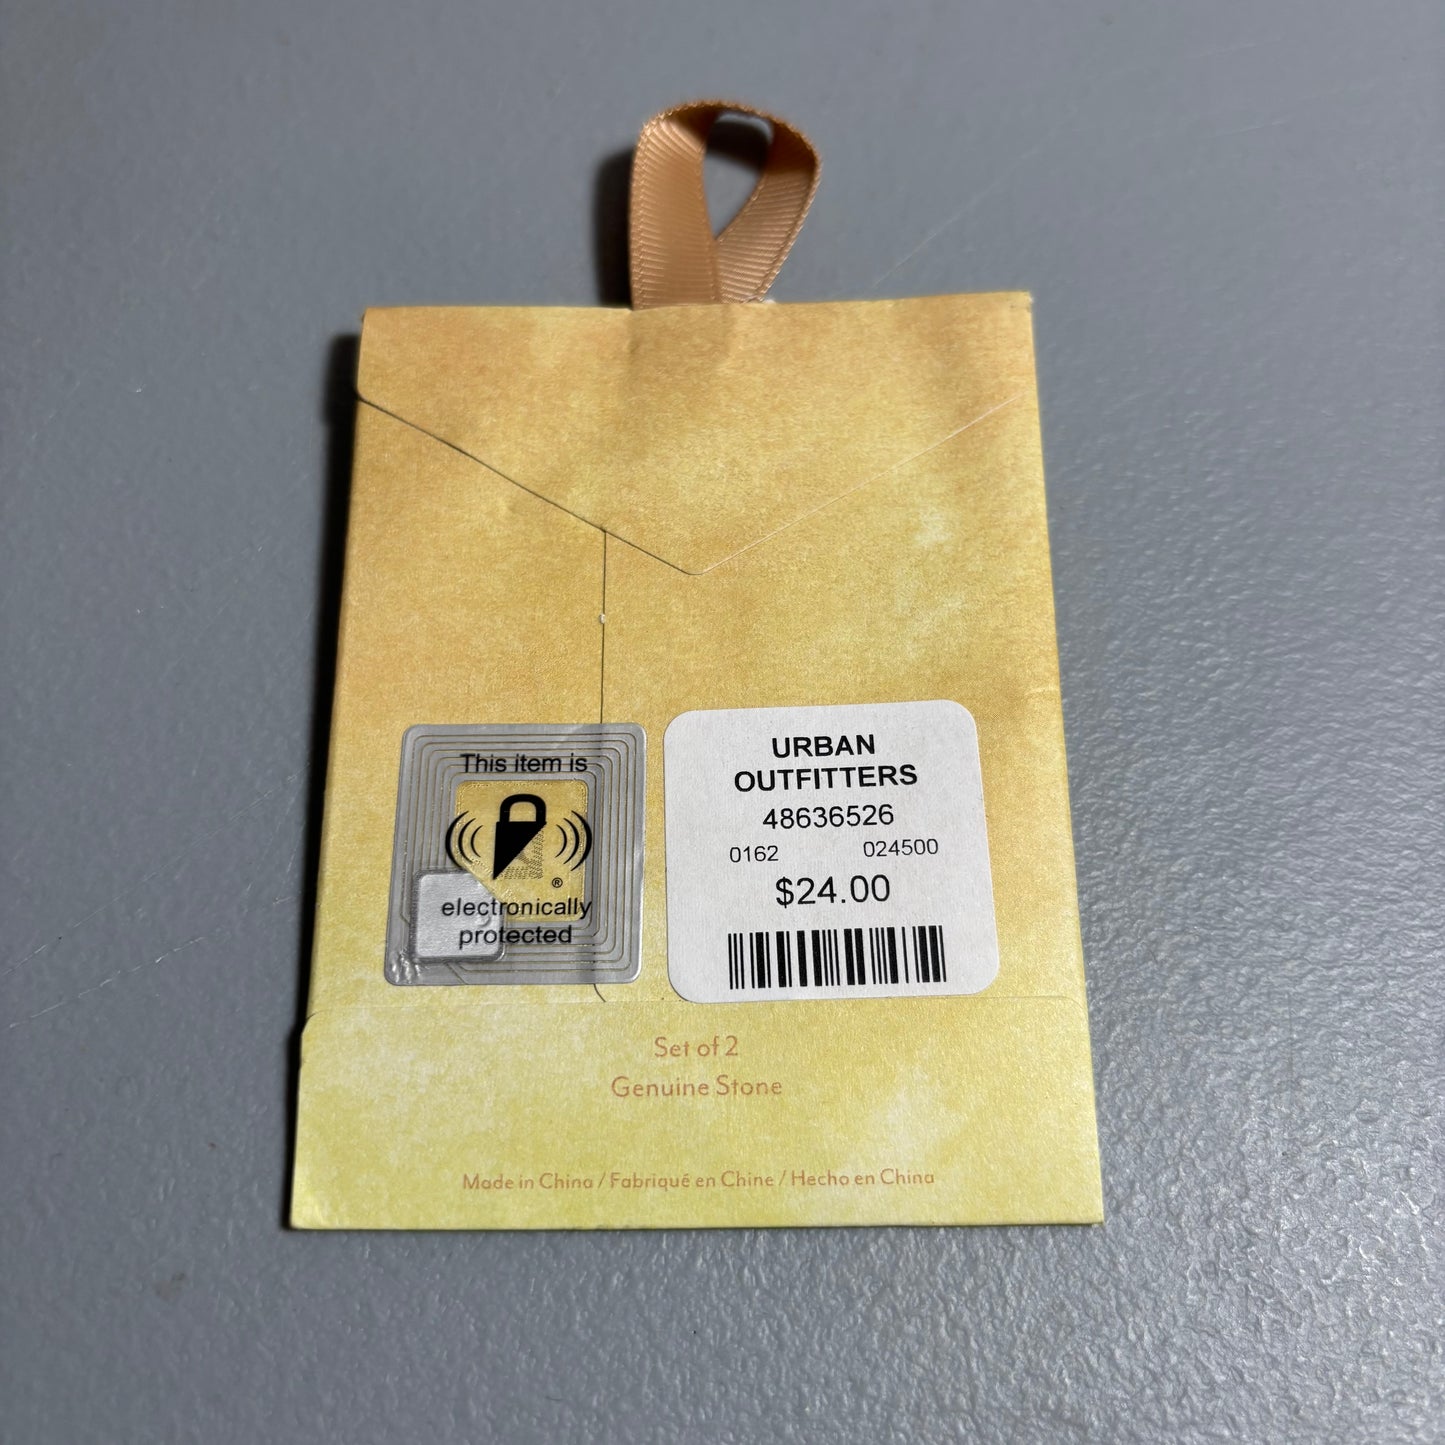 This item is
®
electronically
protected
URBAN
OUTFITTERS
48636526
0162 024500
$24.00
Set of 2
Genuine Stone
Made in China / Fabriqué en Chine / Hecho en China